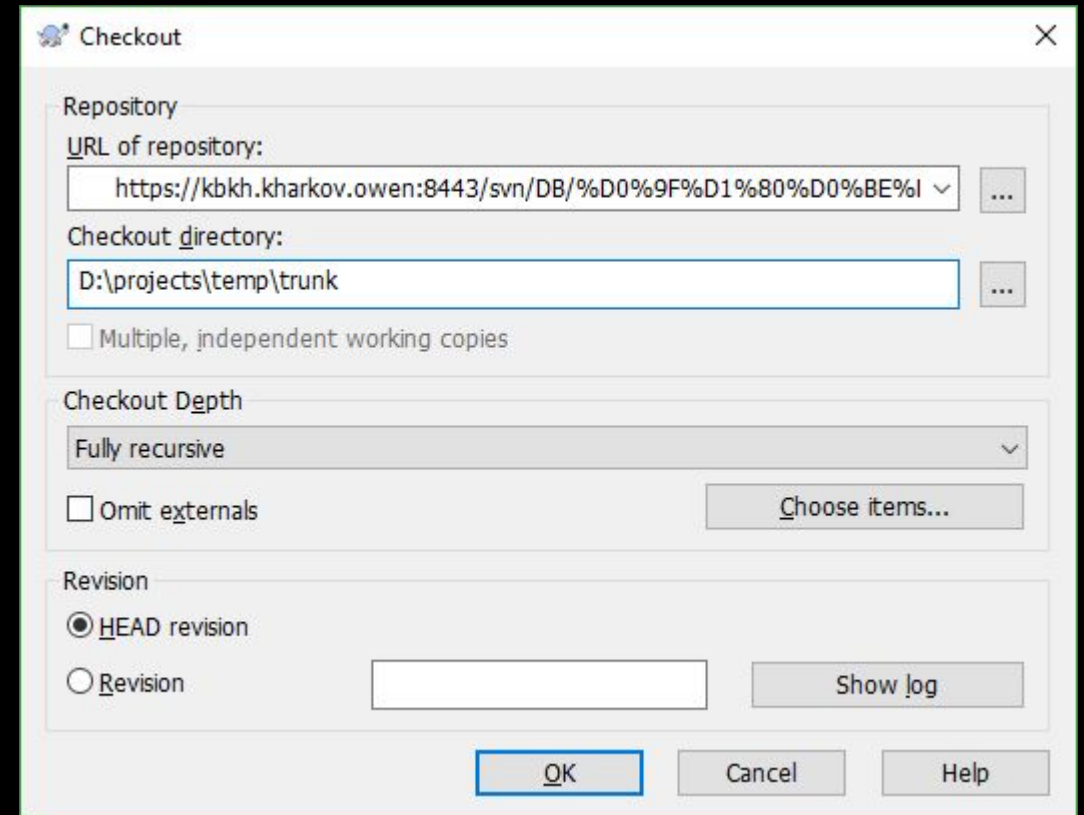 Checkout
Repository
URL of repository:
https://kbkh.kharkov.owen:8443/svn/DB/%D0%9F%D1%80%D0%BE%I
...
Checkout directory:
D:\projects\temp\trunk
...
Multiple, independent working copies
Checkout Depth
Fully recursive
Omit externals
Choose items...
Revision
HEAD revision
Revision
Show log
OK
Cancel
Help